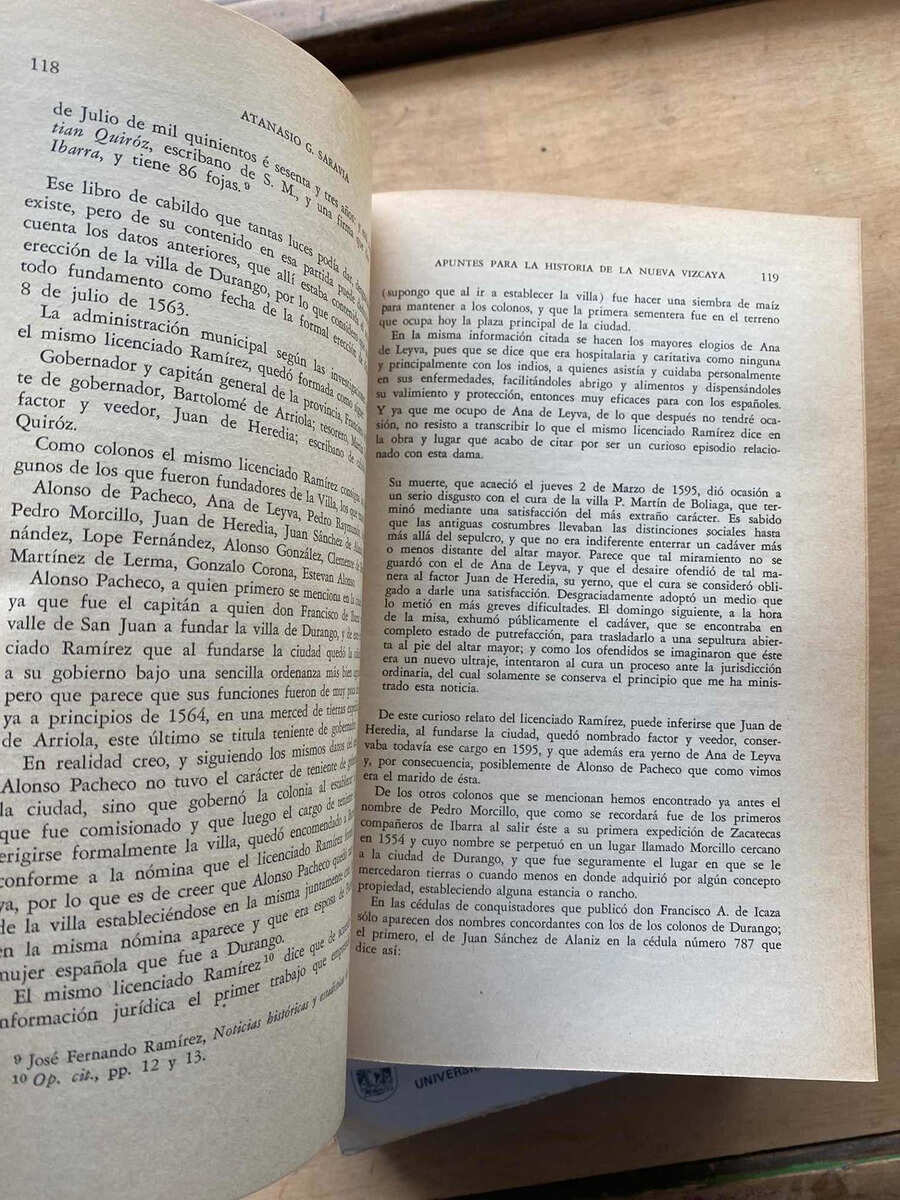 118
ATANASIO G. SARAVIA
de Julio de mil quinientos é sesenta y tres años; y
tian Quiróz, escribano de S. M., y una firma que
Ibarra, y tiene 86 fojas.⁹
Ese libro de cabildo que tantas luces podía dar,
existe, pero de su contenido en esa partida puede
cuenta los datos anteriores, que allí estaba contenido el
erección de la villa de Durango, por lo que considero
todo fundamento como fecha de la formal erección de
8 de julio de 1563.
La administración municipal según las investigaciones
el mismo licenciado Ramírez, quedó formada como sigue:
Gobernador y capitán general de la provincia, Francisco
te de gobernador, Bartolomé de Arriola; tesorero,
factor y veedor, Juan de Heredia; escribano de
Quiróz.
Como colonos el mismo licenciado Ramírez consigna
gunos de los que fueron fundadores de la Villa, los que
Alonso de Pacheco, Ana de Leyva, Pedro Raymundo,
Pedro Morcillo, Juan de Heredia, Juan Sánchez de
nández, Lope Fernández, Alonso González, Clemente de
Martínez de Lerma, Gonzálo Corona, Estevan Alonso.
Alonso Pacheco, a quien primero se menciona en la
ya que fue el capitán a quien don Francisco de Ibarra
valle de San Juan a fundar la villa de Durango, y de
ciado Ramírez que al fundarse la ciudad quedó la
a su gobierno bajo una sencilla ordenanza más bien
pero que parece que sus funciones fueron de muy poca
ya a principios de 1564, en una merced de tierras
de Arriola, este último se titula teniente de gobernador.
En realidad creo, y siguiendo los mismos datos de
Alonso Pacheco no tuvo el carácter de teniente de
la ciudad, sino que gobernó la colonia al establecer
que fue comisionado y que luego el cargo de teniente
erigirse formalmente la villa, quedó encomendado a
conforme a la nómina que el licenciado Ramírez
va, por lo que es de creer que Alonso Pacheco quedó
de la villa estableciéndose en la misma juntamente con
en la misma nómina aparece y que era esposa de
mujer española que fue a Durango.
El mismo licenciado Ramírez¹⁰ dice que de
información jurídica el primer trabajo que
⁹ José Fernando Ramírez, Noticias históricas y
¹⁰ Op. cit., pp. 12 y 13.
APUNTES PARA LA HISTORIA DE LA NUEVA VIZCAYA 119
(supongo que al ir a establecer la villa) fue hacer una siembra de maíz
para mantener a los colonos, y que la primera sementera fue en el terreno
que ocupa hoy la plaza principal de la ciudad.
En la misma información citada se hacen los mayores elogios de Ana
de Leyva, pues que se dice que era hospitalaria y caritativa como ninguna
y principalmente con los indios, a quienes asistía y cuidaba personalmente
en sus enfermedades, facilitándoles abrigo y alimentos y dispensándoles
su valimiento y protección, entonces muy eficaces para con los españoles.
Y ya que me ocupo de Ana de Leyva, de lo que después no tendré oca-
sión, no resisto a transcribir lo que el mismo licenciado Ramírez dice en
la obra y lugar que acabo de citar por ser un curioso episodio relacio-
nado con esta dama.
Su muerte, que acaeció el jueves 2 de Marzo de 1595, dió ocasión a
un serio disgusto con el cura de la villa P. Martín de Boliaga, que ter-
minó mediante una satisfacción del más extraño carácter. Es sabido
que las antiguas costumbres llevaban las distinciones sociales hasta
más allá del sepulcro, y que no era indiferente enterrar un cadáver más
o menos distante del altar mayor. Parece que tal miramiento no se
guardó con el de Ana de Leyva, y que el desaire ofendió de tal ma-
nera al factor Juan de Heredia, su yerno, que el cura se consideró obli-
gado a darle una satisfacción. Desgraciadamente adoptó un medio que
lo metió en más greves dificultades. El domingo siguiente, a la hora
de la misa, exhumó públicamente el cadáver, que se encontraba en
completo estado de putrefacción, para trasladarlo a una sepultura abier-
ta al pie del altar mayor; y como los ofendidos se imaginaron que éste
era un nuevo ultraje, intentaron al cura un proceso ante la jurisdicción
ordinaria, del cual solamente se conserva el principio que me ha minis-
trado esta noticia.
De este curioso relato del licenciado Ramírez, puede inferirse que Juan de
Heredia, al fundarse la ciudad, quedó nombrado factor y veedor, conser-
vaba todavía ese cargo en 1595, y que además era yerno de Ana de Leyva
y, por consecuencia, posiblemente de Alonso de Pacheco que como vimos
era el marido de ésta.
De los otros colonos que se mencionan hemos encontrado ya antes el
nombre de Pedro Morcillo, que como se recordará fue de los primeros
compañeros de Ibarra al salir éste a su primera expedición de Zacatecas
en 1554 y cuyo nombre se perpetuó en un lugar llamado Morcillo cercano
a la ciudad de Durango, y que fue seguramente el lugar en que se le
mercedaron tierras o cuando menos en donde adquirió por algún concepto
propiedad, estableciendo alguna estancia o rancho.
En las cédulas de conquistadores que publicó don Francisco A. de Icaza
sólo aparecen dos nombres concordantes con los de los colonos de Durango;
el primero, el de Juan Sánchez de Alaniz en la cédula número 787 que
dice así: